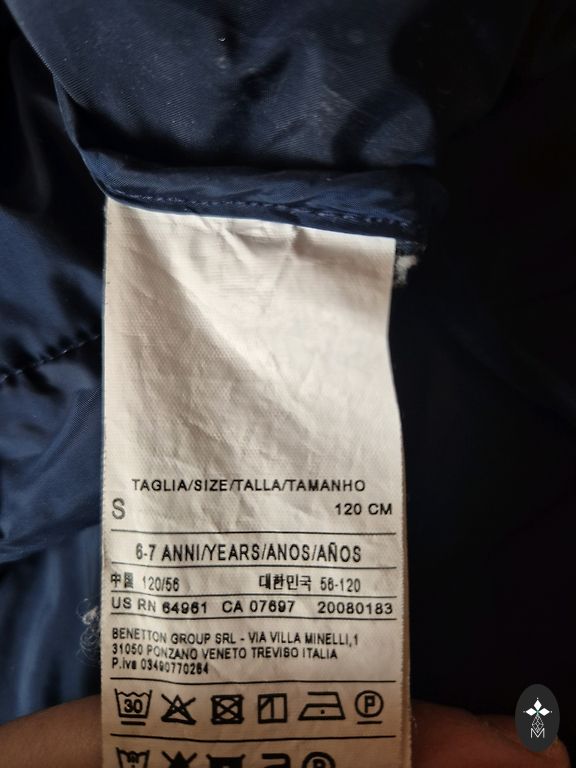 TAGLIA/SIZE/TALLA/TAMANHO
S 120 CM
6-7 ANNI/YEARS/ANOS/AÑOS
中国 120/56 대한민국 56-120
US RN 64961 CA 07697 20080183
BENETTON GROUP SRL - VIA VILLA MINELLI,1
31050 PONZANO VENETO TREVISO ITALIA
P.iva 03490770264
30 P
M